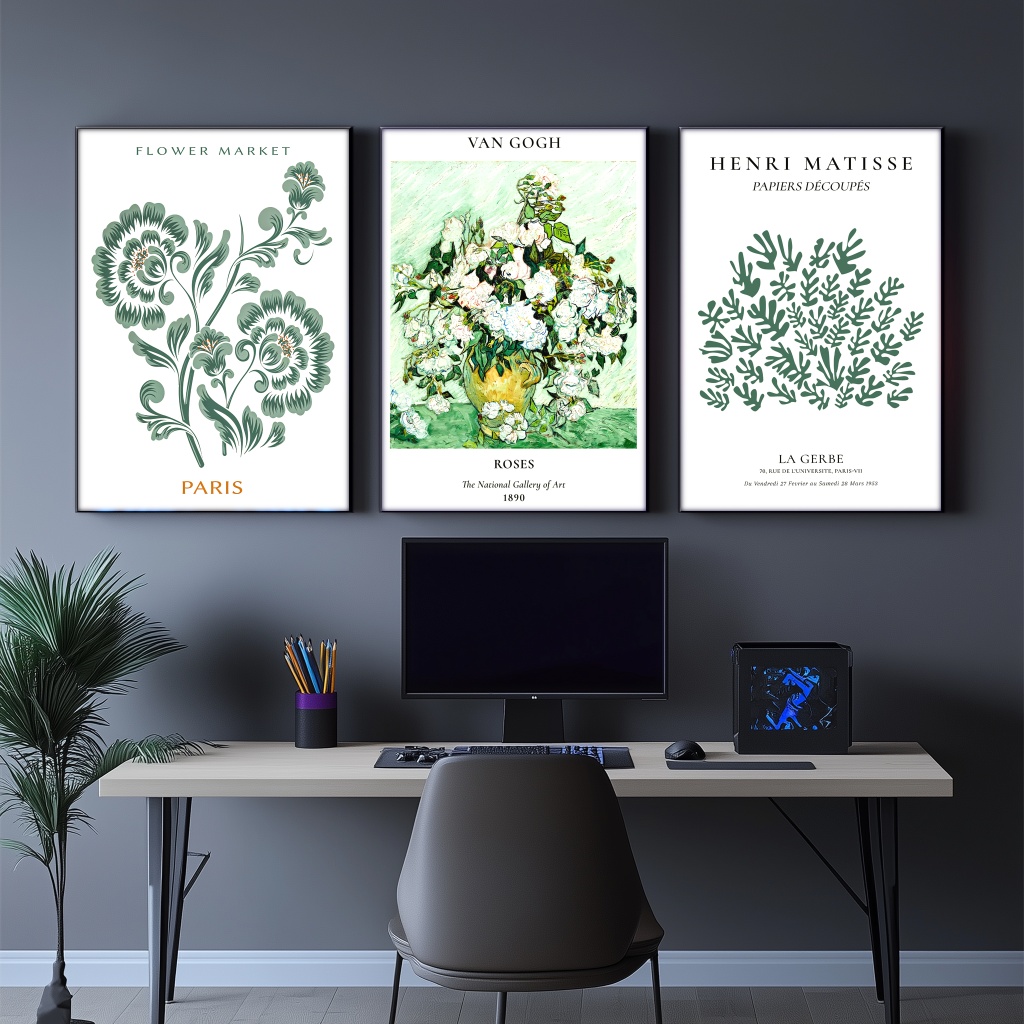 FLOWER MARKET
PARIS
VAN GOGH
ROSES
The National Gallery of Art
1890
HENRI MATISSE
PAPIERS DÉCOUPÉS
LA GERBE
70, RUE DE L'UNIVERSITE, PARIS-VII
Du Vendredi 27 Fevrier au Samedi 28 Mars 1953